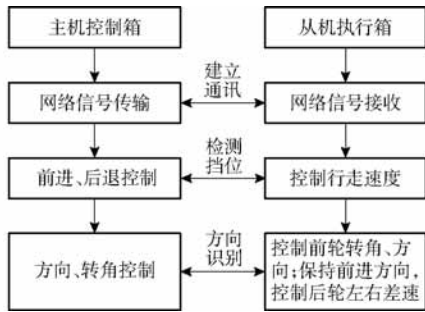 主机控制箱
从机执行箱
建立
通讯
网络信号传输
网络信号接收
检测
挡位
前进、后退控制
控制行走速度
方向
识别
方向、转角控制
控制前轮转角、方
向;保持前进方向,
控制后轮左右差速